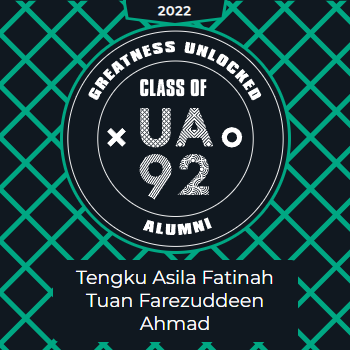 2022
GREATNESS UNLOCKED
CLASS OF
UA
92
ALUMNI
Tengku Asila Fatinah
Tuan Farezuddeen
Ahmad